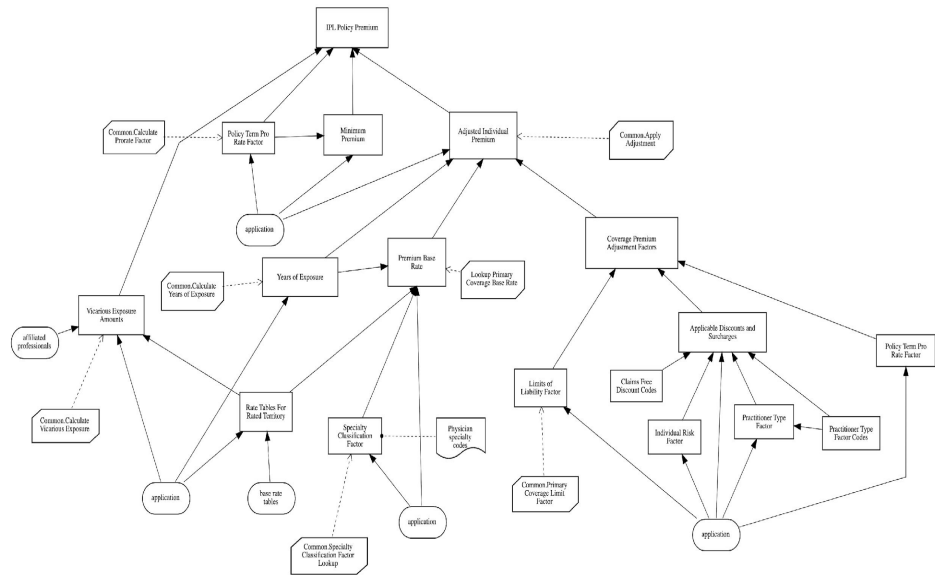 IPL Policy Premium
Common.Calculate
Prorate Factor
Policy Term Pro
Rate Factor
Minimum
Premium
Adjusted Individual
Premium
Common.Apply
Adjustment
application
Coverage Premium
Adjustment Factors
Common.Calculate
Years of Exposure
Years of Exposure
Premium Base
Rate
Lookup Primary
Coverage Base Rate
affiliated
professionals
Vicarious Exposure
Amounts
Applicable Discounts and
Surcharges
Policy Term Pro
Rate Factor
Common.Calculate
Vicarious Exposure
Rate Tables For
Rated Territory
Limits of
Liability Factor
Claims Free
Discount Codes
Specialty
Classification
Factor
Physician
specialty
codes
Individual Risk
Factor
Practitioner Type
Factor
Practitioner Type
Factor Codes
application
base rate
tables
Common.Primary
Coverage Limit
Factor
application
application
Common.Specialty
Classification Factor
Lookup